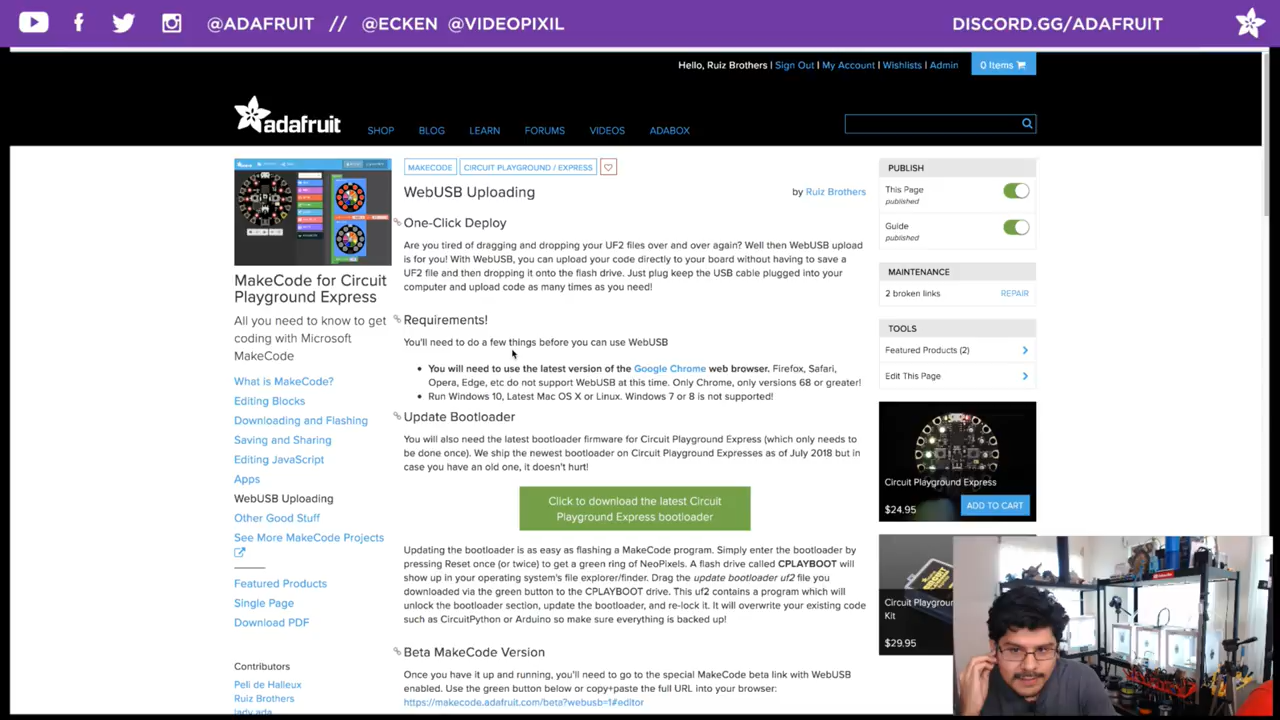 @ADAFRUIT // @ECKEN @VIDEOPIXIL
DISCORD.GG/ADAFRUIT
Hello, Ruiz Brothers | Sign Out | My Account | Wishlists | Admin
0 Items
adafruit
SHOP BLOG LEARN FORUMS VIDEOS ADABOX
MakeCode for Circuit
Playground Express
All you need to know to get
coding with Microsoft
MakeCode
What is MakeCode?
Editing Blocks
Downloading and Flashing
Saving and Sharing
Editing JavaScript
Apps
WebUSB Uploading
Other Good Stuff
See More MakeCode Projects
Featured Products
Single Page
Download PDF
Contributors
Peli de Halleux
Ruiz Brothers
lady ada
MAKECODE
CIRCUIT PLAYGROUND / EXPRESS
WebUSB Uploading
by Ruiz Brothers
One-Click Deploy
Are you tired of dragging and dropping your UF2 files over and over again? Well then WebUSB upload
is for you! With WebUSB, you can upload your code directly to your board without having to save a
UF2 file and then dropping it onto the flash drive. Just plug keep the USB cable plugged into your
computer and upload code as many times as you need!
Requirements!
You'll need to do a few things before you can use WebUSB
• You will need to use the latest version of the Google Chrome web browser. Firefox, Safari,
Opera, Edge, etc do not support WebUSB at this time. Only Chrome, only versions 68 or greater!
• Run Windows 10, Latest Mac OS X or Linux. Windows 7 or 8 is not supported!
Update Bootloader
You will also need the latest bootloader firmware for Circuit Playground Express (which only needs to
be done once). We ship the newest bootloader on Circuit Playground Expresses as of July 2018 but in
case you have an old one, it doesn't hurt!
Click to download the latest Circuit
Playground Express bootloader
Updating the bootloader is as easy as flashing a MakeCode program. Simply enter the bootloader by
pressing Reset once (or twice) to get a green ring of NeoPixels. A flash drive called CPLAYBOOT will
show up in your operating system's file explorer/finder. Drag the update bootloader uf2 file you
downloaded via the green button to the CPLAYBOOT drive. This uf2 contains a program which will
unlock the bootloader section, update the bootloader, and re-lock it. It will overwrite your existing code
such as CircuitPython or Arduino so make sure everything is backed up!
Beta MakeCode Version
Once you have it up and running, you'll need to go to the special MakeCode beta link with WebUSB
enabled. Use the green button below or copy+paste the full URL into your browser:
https://makecode.adafruit.com/beta?webusb=1#editor
PUBLISH
This Page
published
Guide
published
MAINTENANCE
2 broken links REPAIR
TOOLS
Featured Products (2)
Edit This Page
Circuit Playground Express
$24.95 ADD TO CART
Circuit Playgroun
Kit
$29.95